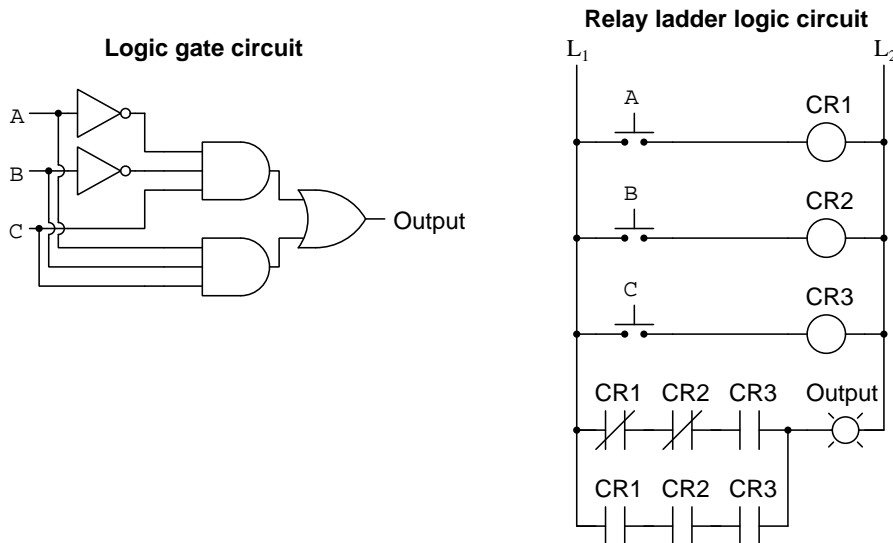 Relay ladder logic circuit
Logic gate circuit
L1
L2
A
B
C
Output
A
CR1
B
CR2
C
CR3
CR1 CR2 CR3 Output
CR1 CR2 CR3